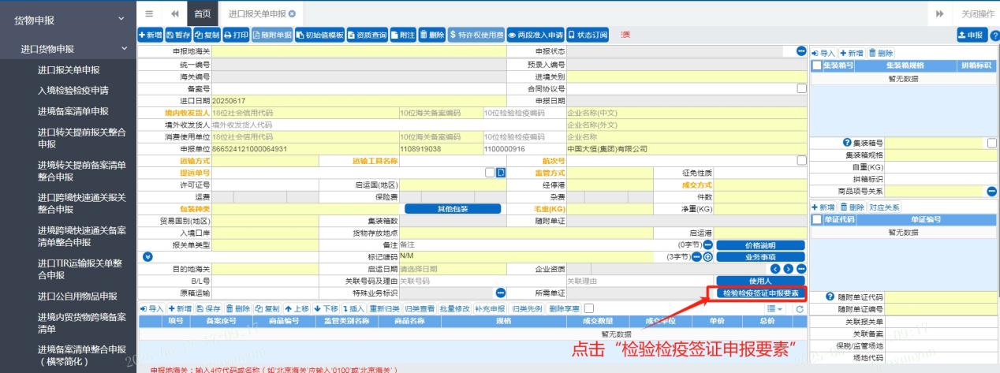 货物申报
进口货物申报
进口报关单申报
入境检验检疫申请
进境备案清单申报
进口转关提前报关整合
申报
进境转关提前备案清单
整合申报
进口跨境快速通关报关
整合申报
进境跨境快速通关备案
清单整合申报
进口TIR运输报关单整
合申报
进口公自用物品申报
进境内贸货物跨境备案
清单
进境备案清单整合申报
（横琴简化）
首页 进口报关单申报 关闭操作
新增 暂存 复制 打印 随附单据 初始值模板 资质查询 附注 删除 特许权使用费 两段准入申请 状态订阅 申报
申报地海关 申报状态
统一编号 预录入编号
海关编号 进境关别
备案号 合同协议号
进口日期 20250617 申报日期
境内收发货人 18位社会信用代码 10位海关备案编码 10位检验检疫编码 企业名称(中文)
境外收发货人 境外收发货人代码 企业名称(外文)
消费使用单位 18位社会信用代码 10位海关备案编码 10位检验检疫编码 企业名称
申报单位 866524121000064931 1108919038 1100000916 中国大恒(集团)有限公司
运输方式 运输工具名称 航次号
提运单号 监管方式 征免性质
许可证号 启运国(地区) 经停港 成交方式
运费 保险费 杂费 件数
包装种类 其他包装 毛重(KG) 净重(KG)
贸易国别(地区) 集装箱数 随附单证
入境口岸 货物存放地点 启运港
报关单类型 备注 备注 (0字节) 价格说明
标记唛码 N/M (3字节) 业务事项
目的地海关 启运日期 请选择日期 企业资质
B/L号 关联号码及理由 关联号码 关联理由 使用人
原箱运输 特殊业务标识 所需单证 检验检疫签证申报要素
导入 新增 保存 删除 复制 上移 下移 插入 重新归类 归类查看 批量修改 补充申报 归类先例 删除享惠
项号 备案序号 商品编号 监管类别名称 商品名称 规格 成交数量 成交单位 单价 总价
暂无数据
点击“检验检疫签证申报要素”
申报地海关：输入4位代码或名称（如'北京海关'应输入'0100'或'北京海关'）
导入 新增 删除
集装箱号 集装箱规格 拼箱标识
暂无数据
集装箱号
集装箱规格
自重(KG)
拼箱标识
商品项号关系
新增 删除 对应关系
单证代码 单证编号
暂无数据
随附单证代码
随附单证编号
关联报关单
关联备案
保税/监管场地
场地代码